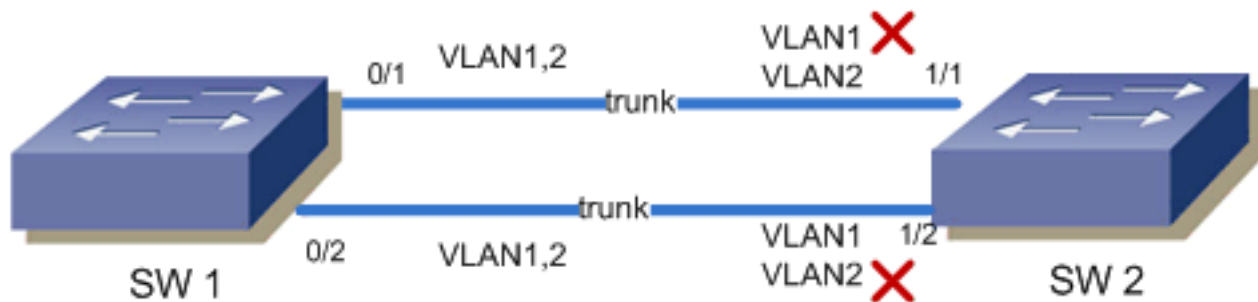 VLAN1,2
VLAN1
VLAN2
0/1
1/1
trunk
trunk
0/2
VLAN1,2
VLAN1
1/2
VLAN2
SW 1
SW 2